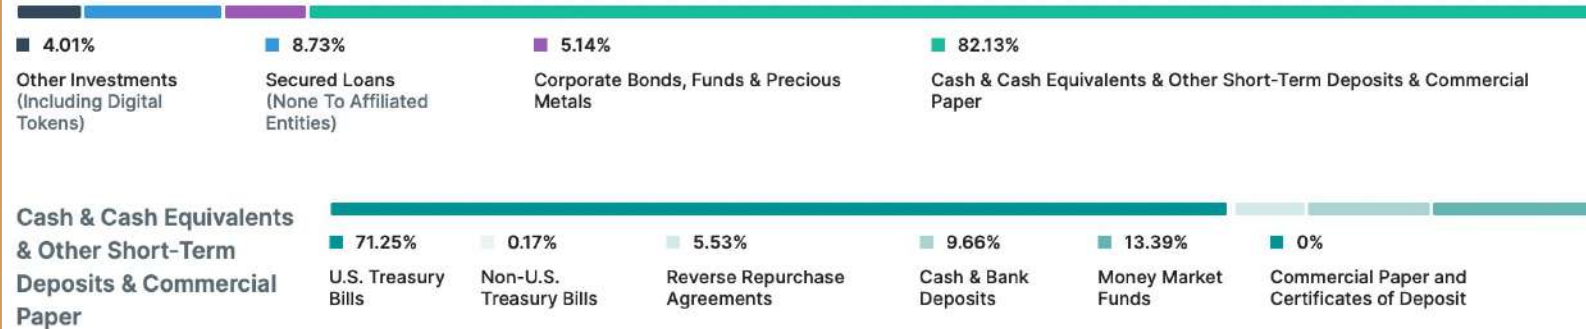 4.01%
Other Investments
(Including Digital
Tokens)
8.73%
Secured Loans
(None To Affiliated
Entities)
5.14%
Corporate Bonds, Funds & Precious
Metals
82.13%
Cash & Cash Equivalents & Other Short-Term Deposits & Commercial
Paper
Cash & Cash Equivalents
& Other Short-Term
Deposits & Commercial
Paper
71.25%
U.S. Treasury
Bills
0.17%
Non-U.S.
Treasury Bills
5.53%
Reverse Repurchase
Agreements
9.66%
Cash & Bank
Deposits
13.39%
Money Market
Funds
0%
Commercial Paper and
Certificates of Deposit